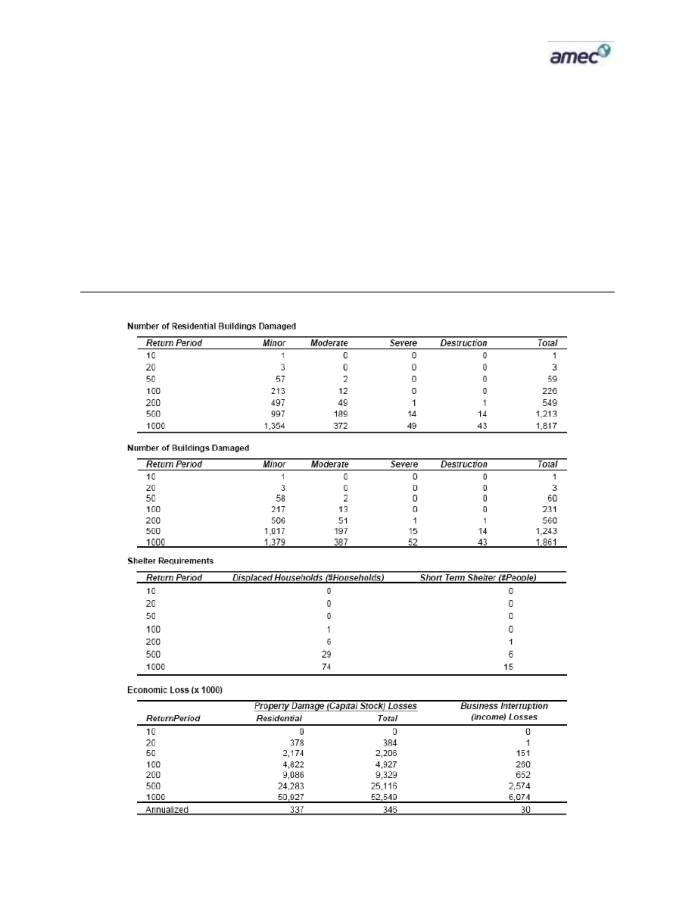 amec
Number of Residential Buildings Damaged
Return Period Minor Moderate Severe Destruction Total
10 1 0 0 0 1
20 3 0 0 0 3
50 57 2 0 0 59
100 213 12 0 0 226
200 497 49 1 1 549
500 997 189 14 14 1,213
1000 1,354 372 49 43 1,817
Number of Buildings Damaged
Return Period Minor Moderate Severe Destruction Total
10 1 0 0 0 1
20 3 0 0 0 3
50 58 2 0 0 60
100 217 13 0 0 231
200 506 51 1 1 560
500 1,017 197 15 14 1,243
1000 1,379 387 52 43 1,861
Shelter Requirements
Return Period Displaced Households (#Households) Short Term Shelter (#People)
10 0 0
20 0 0
50 0 0
100 1 0
200 6 1
500 29 6
1000 74 15
Economic Loss (x 1000)
Property Damage (Capital Stock) Losses Business Interruption
ReturnPeriod Residential Total (Income) Losses
10 0 0 0
20 378 384 1
50 2,174 2,206 151
100 4,822 4,927 260
200 9,086 9,329 652
500 24,283 25,116 2,574
1000 50,927 52,549 6,074
Annualized 337 346 30